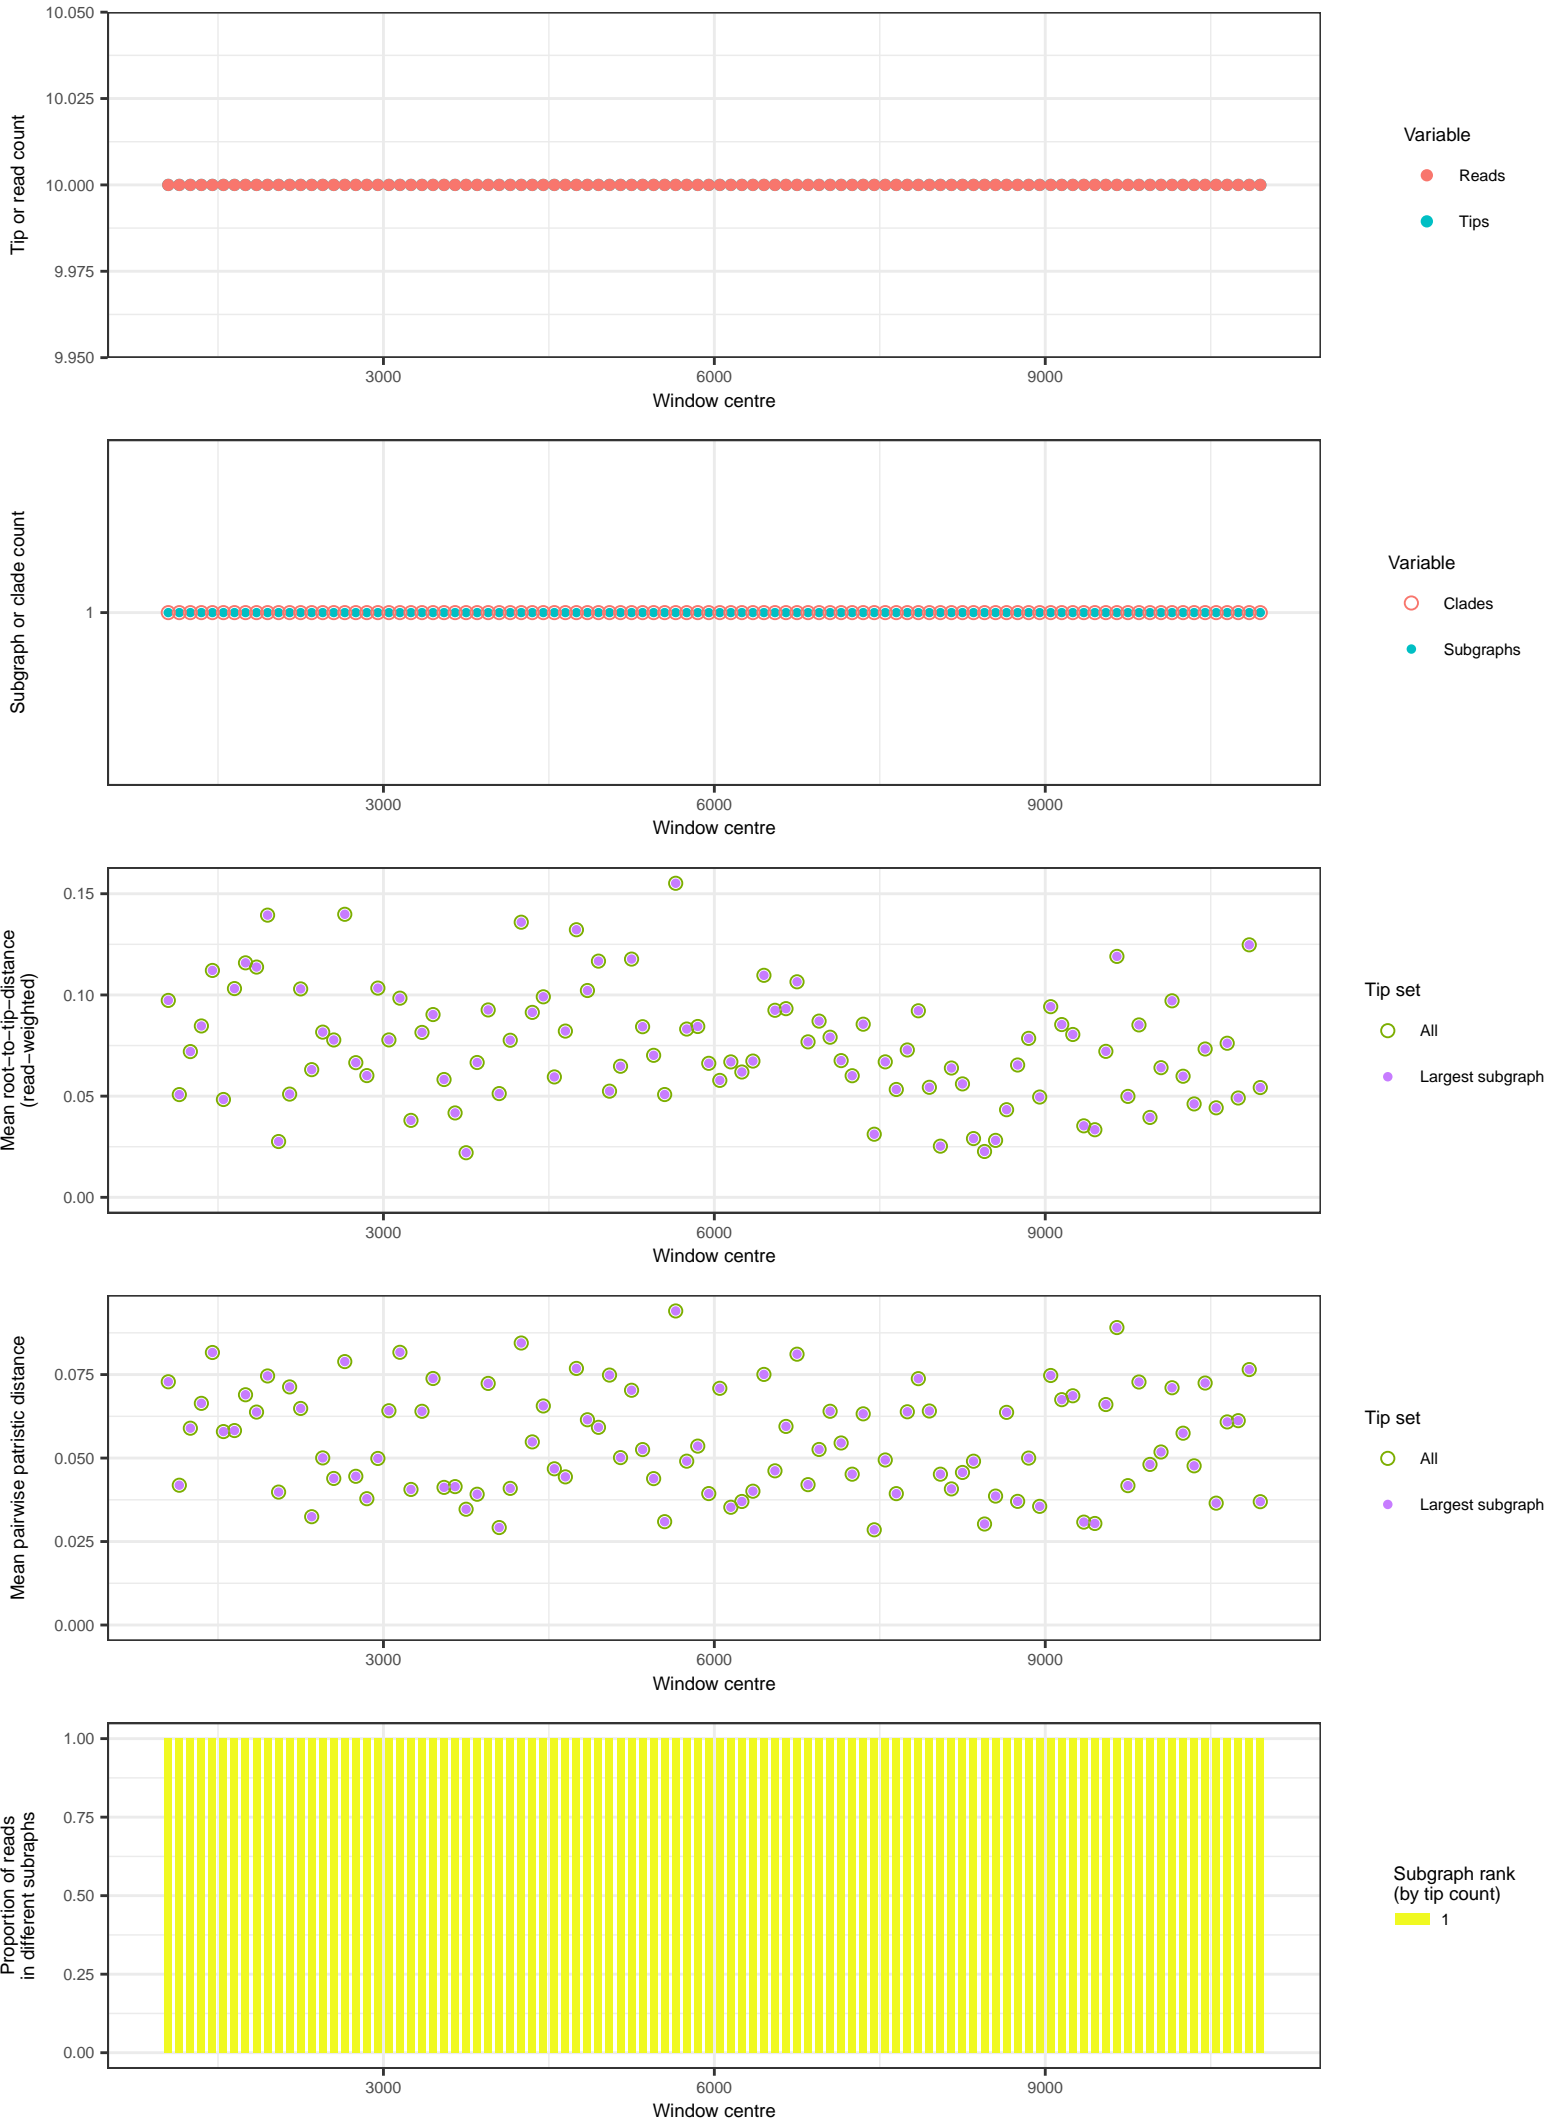 10.050
10.025
10.000
9.975
9.950
Tip or read count
3000 6000 9000
Window centre
Variable
Reads
Tips
1
Subgraph or clade count
3000 6000 9000
Window centre
Variable
Clades
Subgraphs
0.15
0.10
0.05
0.00
Mean root−to−tip−distance
(read−weighted)
3000 6000 9000
Window centre
Tip set
All
Largest subgraph
0.075
0.050
0.025
0.000
Mean pairwise patristic distance
3000 6000 9000
Window centre
Tip set
All
Largest subgraph
1.00
0.75
0.50
0.25
0.00
Proportion of reads
in different subraphs
3000 6000 9000
Window centre
Subgraph rank
(by tip count)
1